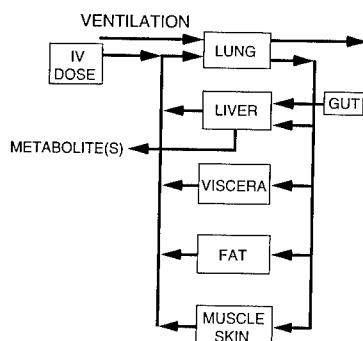 VENTILATION
LUNG
IV
DOSE
LIVER
GUT
METABOLITE(S)
VISCERA
FAT
MUSCLE
SKIN